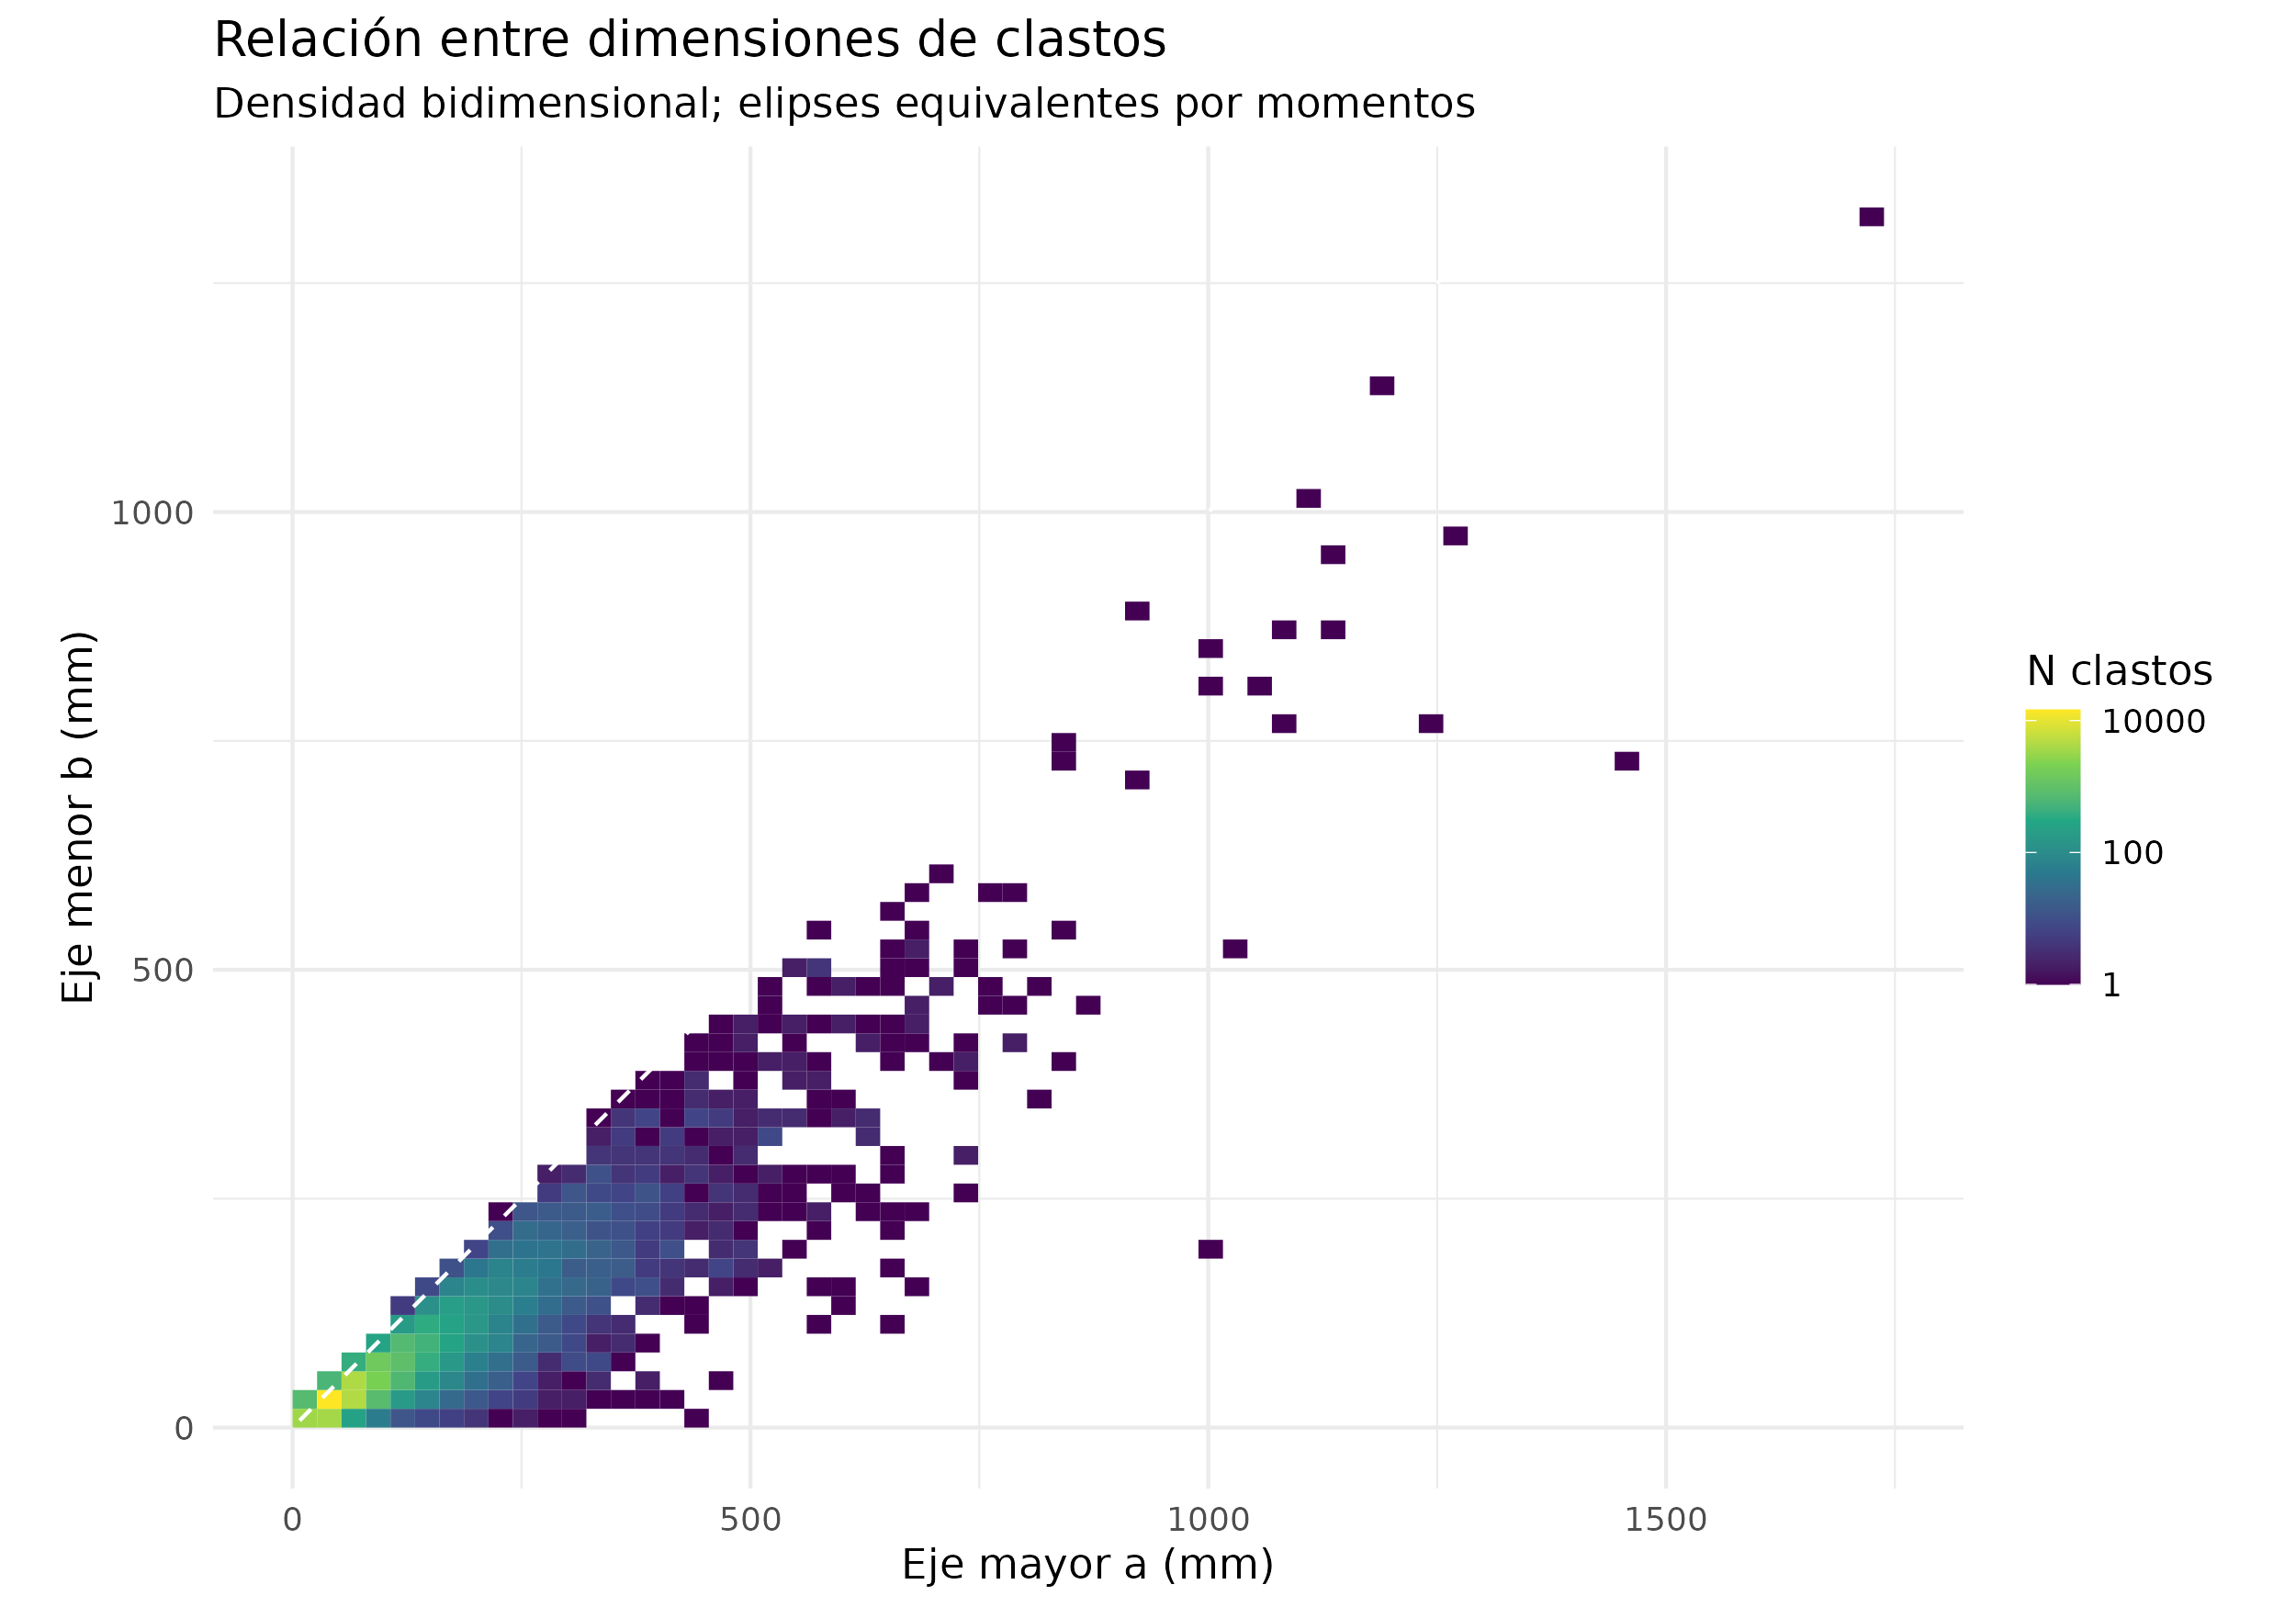 Relación entre dimensiones de clastos
Densidad bidimensional; elipses equivalentes por momentos
Eje menor b (mm)
1000
500
0
0
500
1000
1500
Eje mayor a (mm)
N clastos
10000
100
1